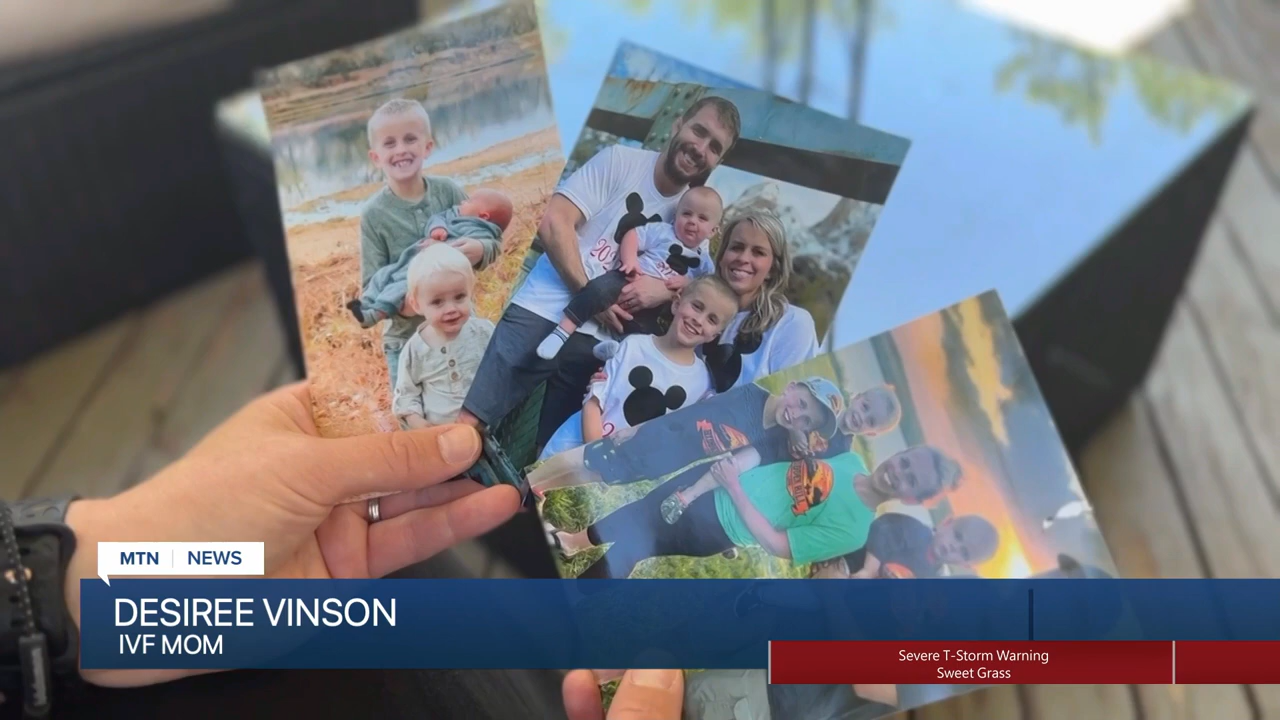 MTN NEWS
DESIREE VINSON
IVF MOM
Severe T-Storm Warning
Sweet Grass